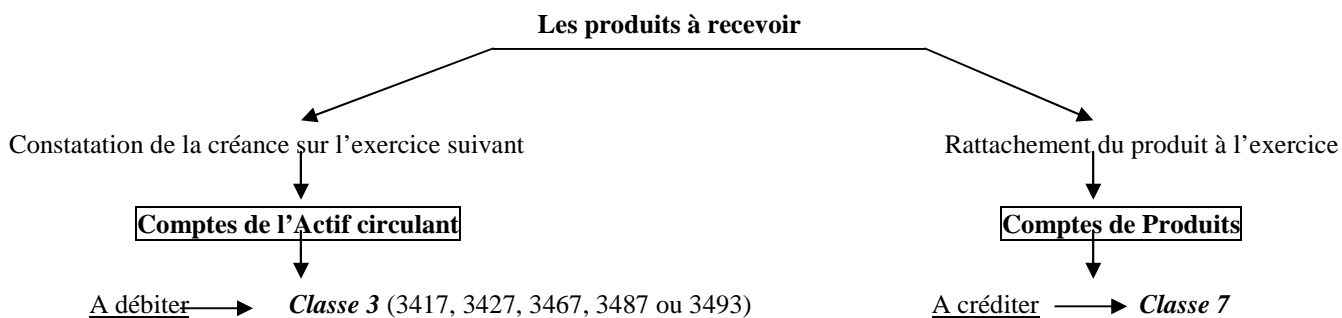 Les produits à recevoir
Constatation de la créance sur l’exercice suivant
Rattachement du produit à l’exercice
Comptes de l’Actif circulant
Comptes de Produits
A débiter
Classe 3 (3417, 3427, 3467, 3487 ou 3493)
A créditer
Classe 7